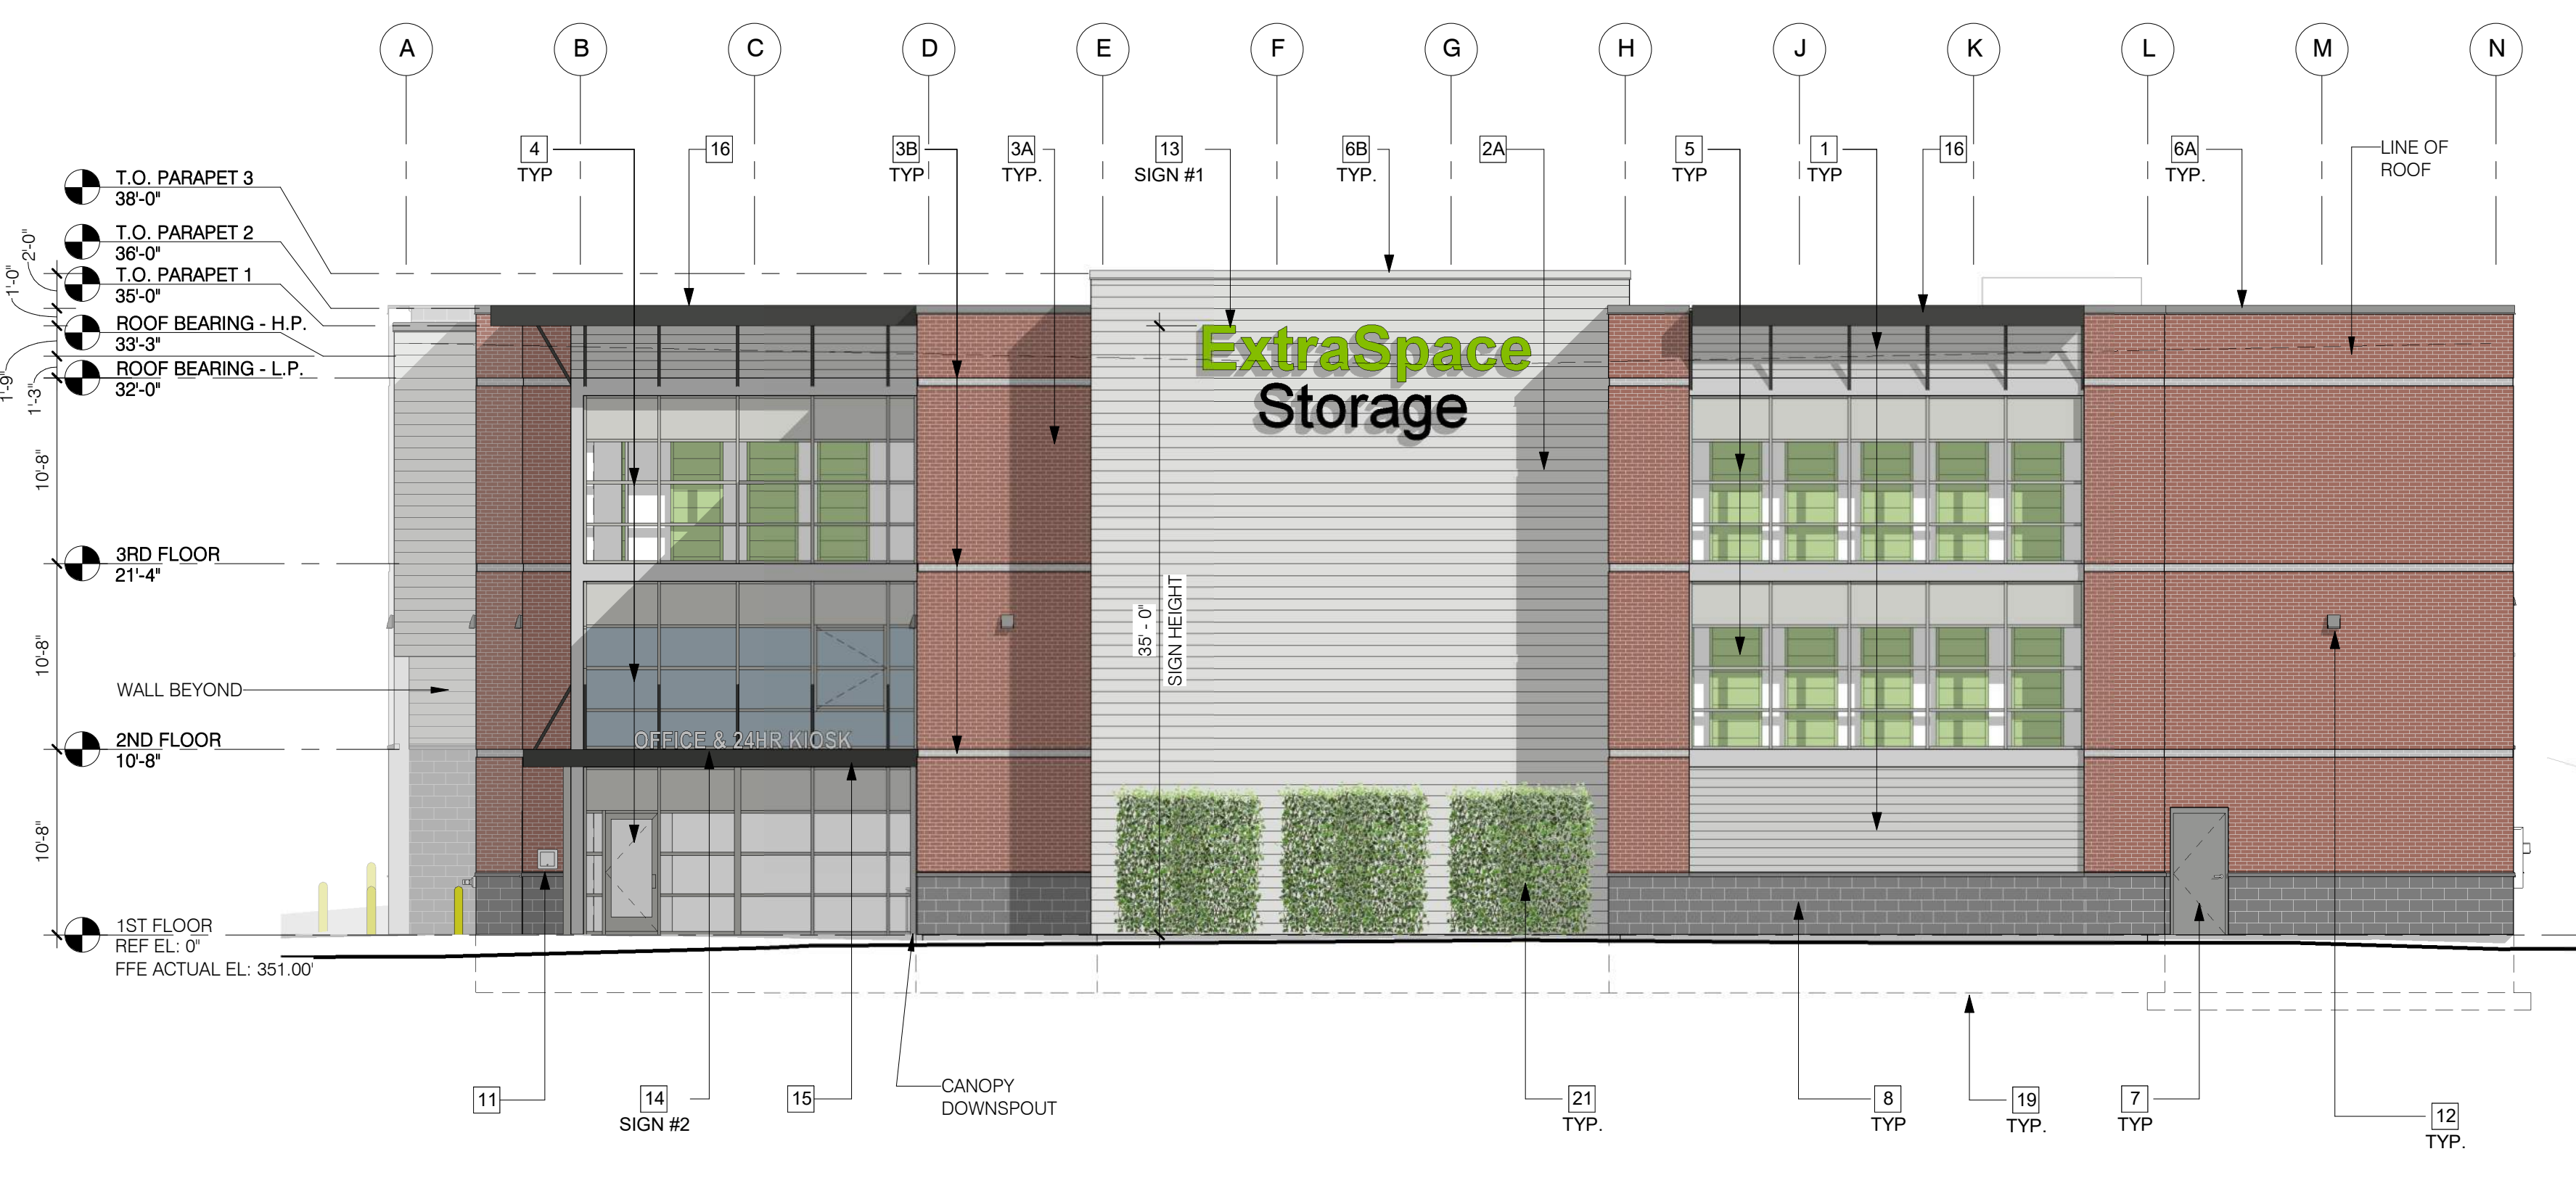 A B C D E F G H J K L M N
4
TYP
16
3B
TYP
3A
TYP.
13
SIGN #1
6B
TYP.
2A
5
TYP
1
TYP
16
6A
TYP.
LINE OF
ROOF
T.O. PARAPET 3
38'-0"
T.O. PARAPET 2
36'-0"
T.O. PARAPET 1
35'-0"
ROOF BEARING - H.P.
33'-3"
ROOF BEARING - L.P.
32'-0"
2'-0"
1'-0"
1'-9"
1'-3"
10'-8"
3RD FLOOR
21'-4"
10'-8"
WALL BEYOND
2ND FLOOR
10'-8"
10'-8"
1ST FLOOR
REF EL: 0"
FFE ACTUAL EL: 351.00'
ExtraSpace
Storage
35' - 0"
SIGN HEIGHT
OFFICE & 24HR KIOSK
11
14
SIGN #2
15
CANOPY
DOWNSPOUT
21
TYP.
8
TYP
19
TYP.
7
TYP
12
TYP.